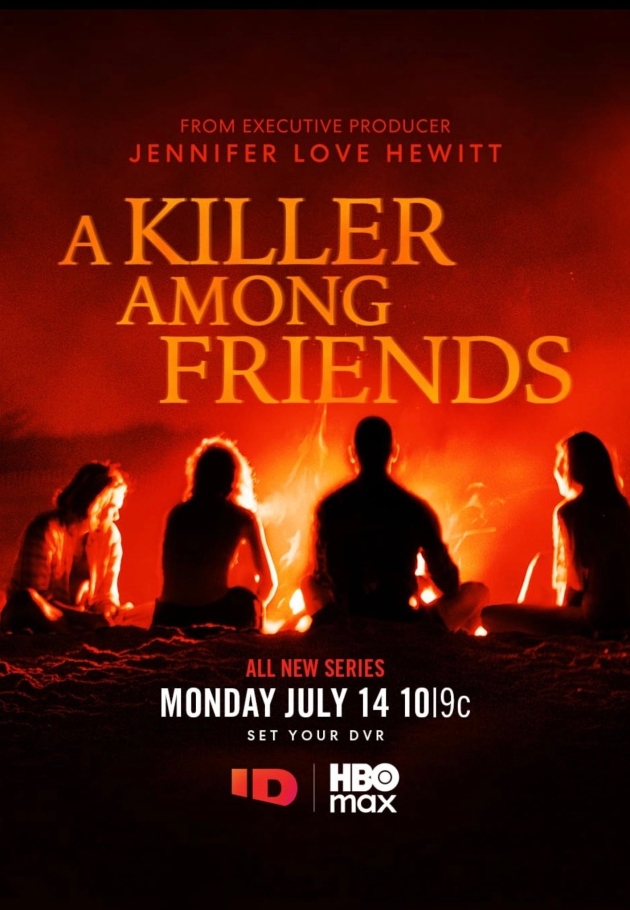 FROM EXECUTIVE PRODUCER
JENNIFER LOVE HEWITT
A KILLER
AMONG
FRIENDS
ALL NEW SERIES
MONDAY JULY 14 10|9c
SET YOUR DVR
ID HBO
max